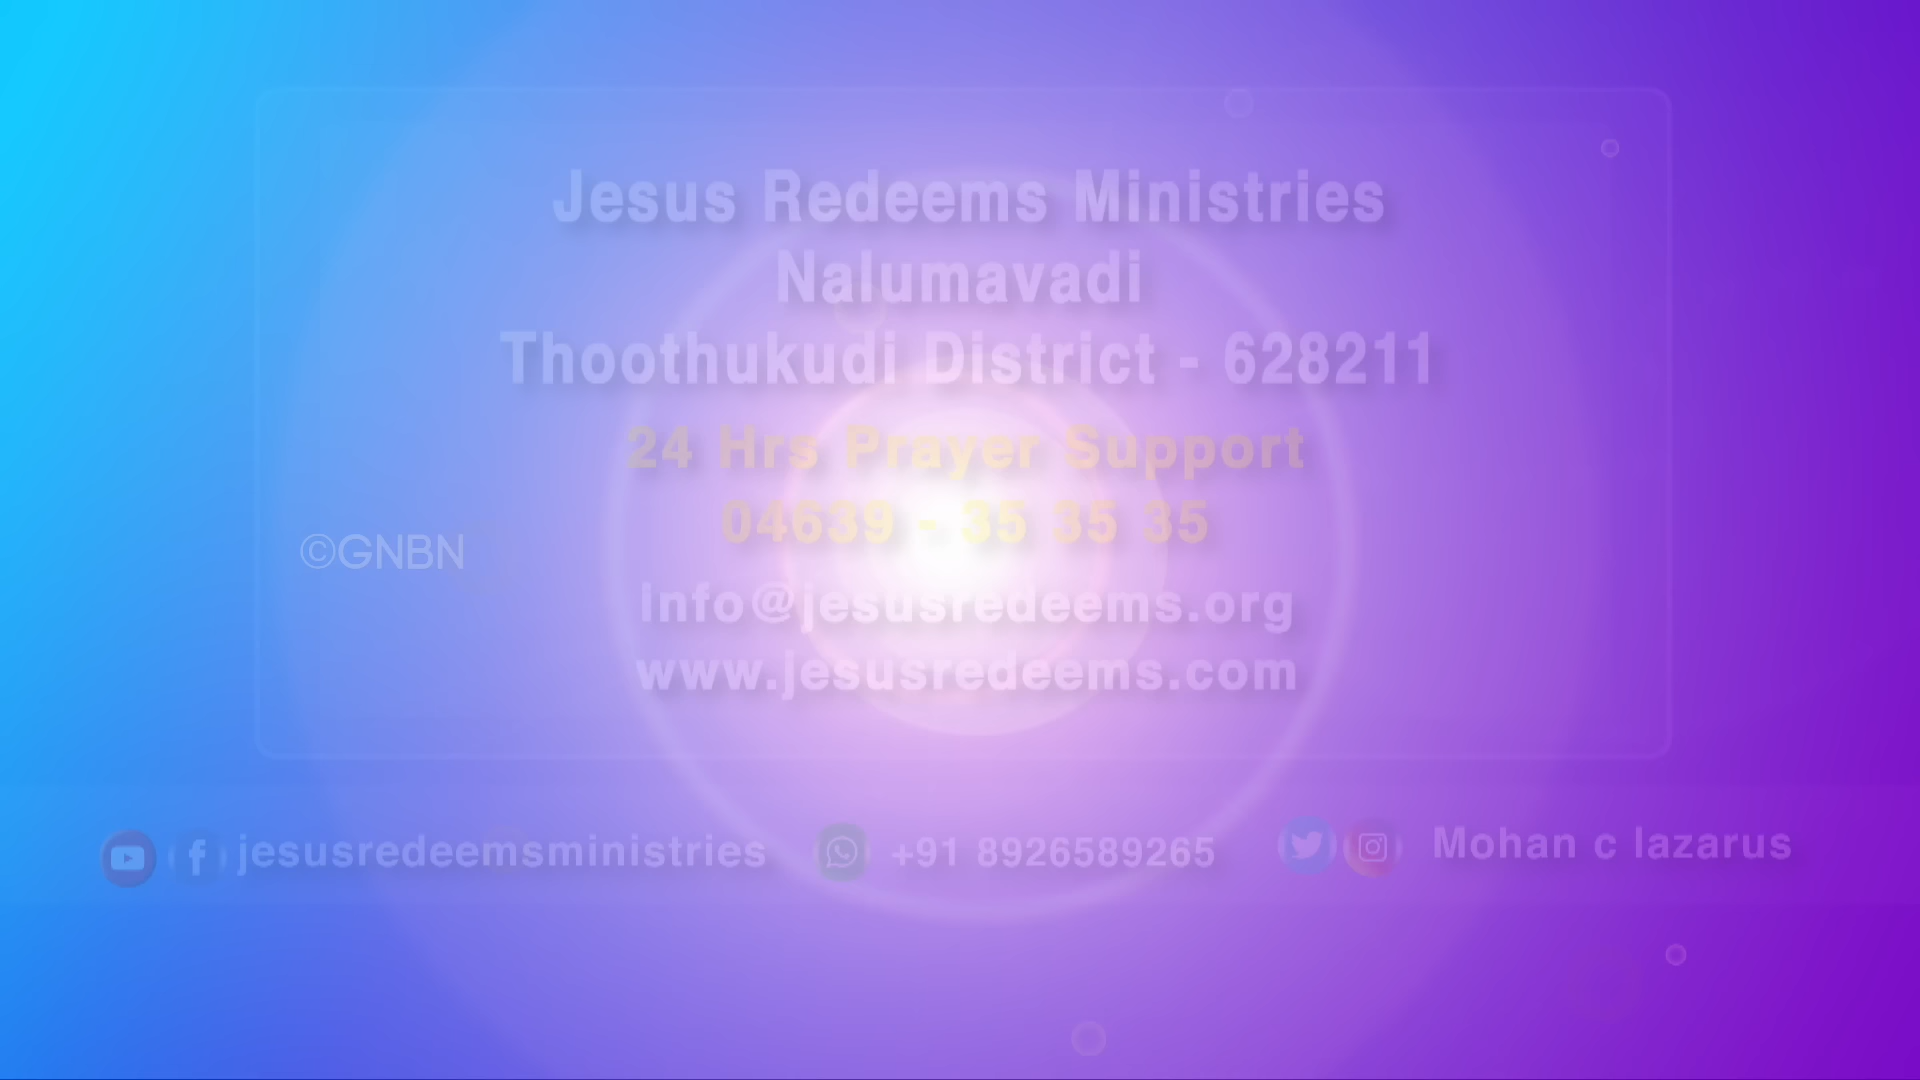 Jesus Redeems Ministries
Nalumavadi
Thoothukudi District - 628211
24 Hrs Prayer Support
04639 - 35 35 35
©GNBN
info@jesusredeems.org
www.jesusredeems.com
jesusredeemsministries +91 8926589265 Mohan c lazarus